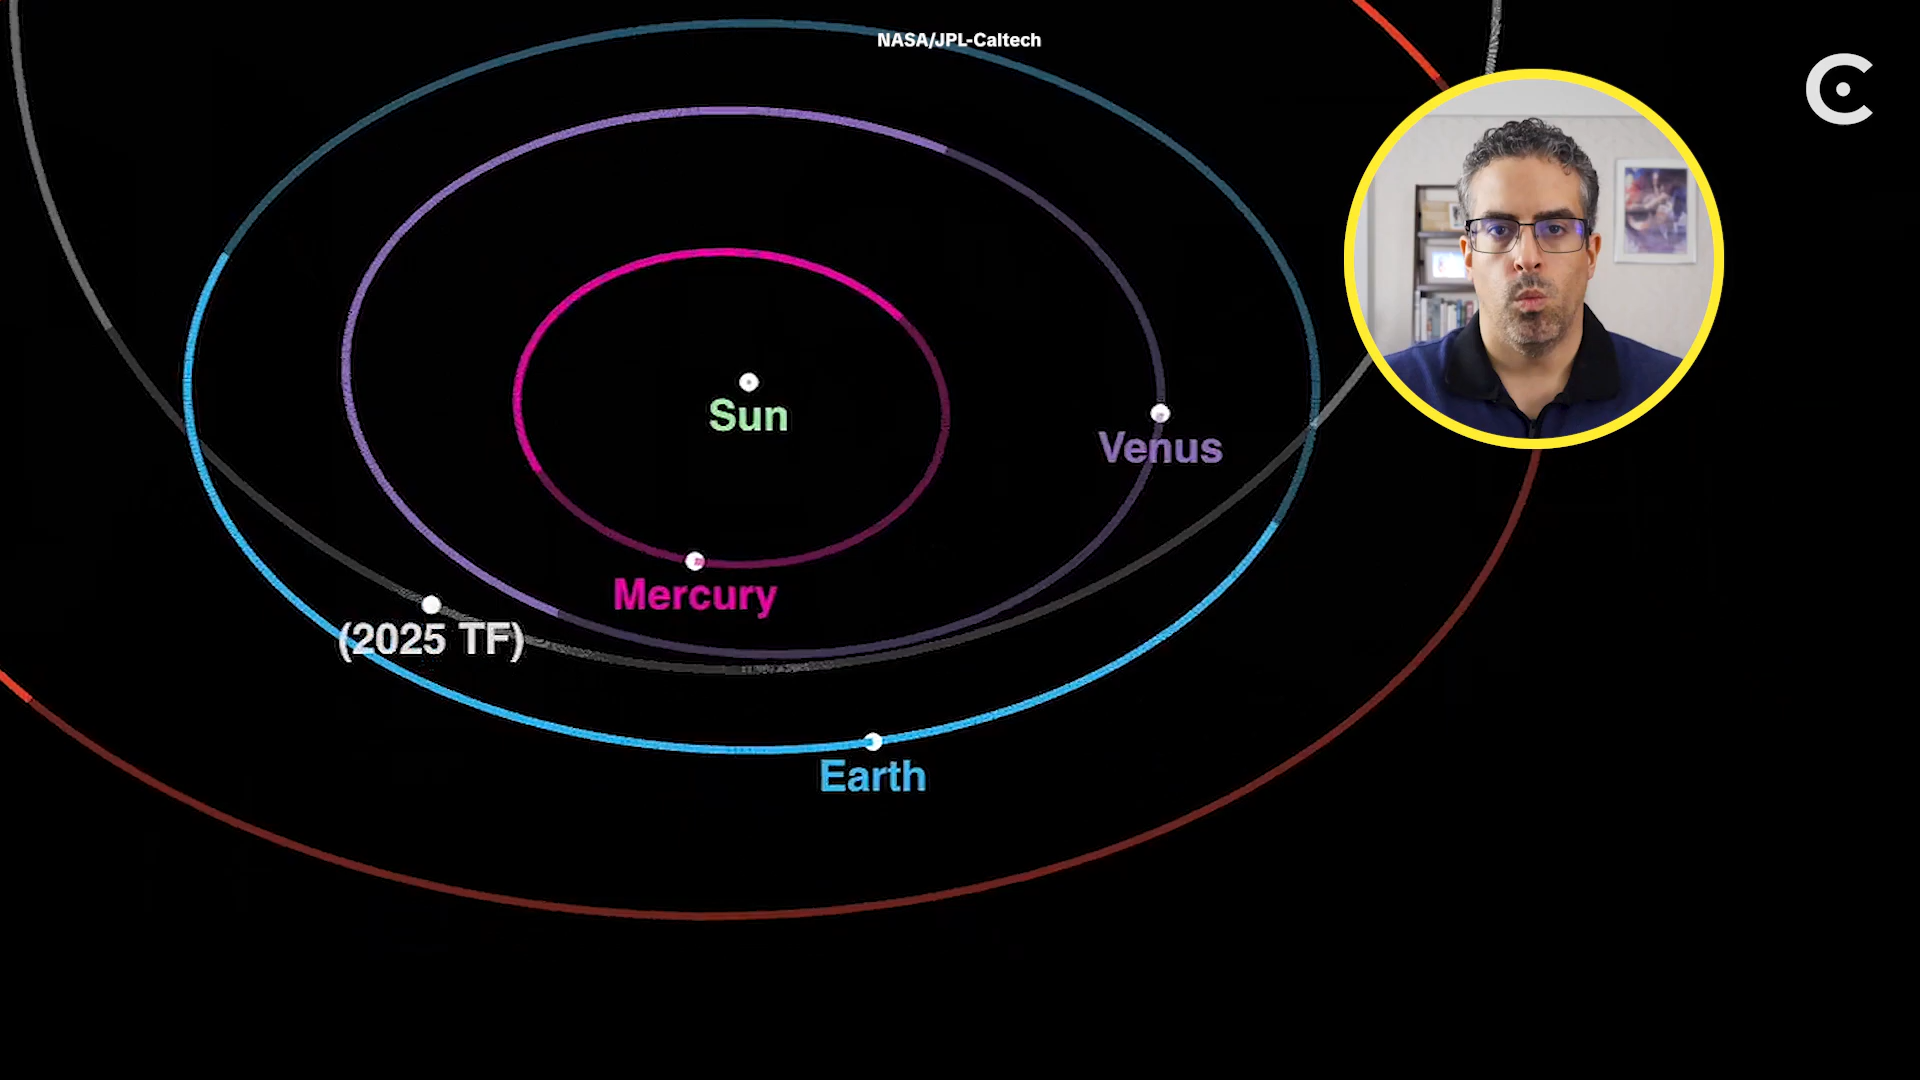 NASA/JPL-Caltech
Sun
Venus
Mercury
(2025 TF)
Earth